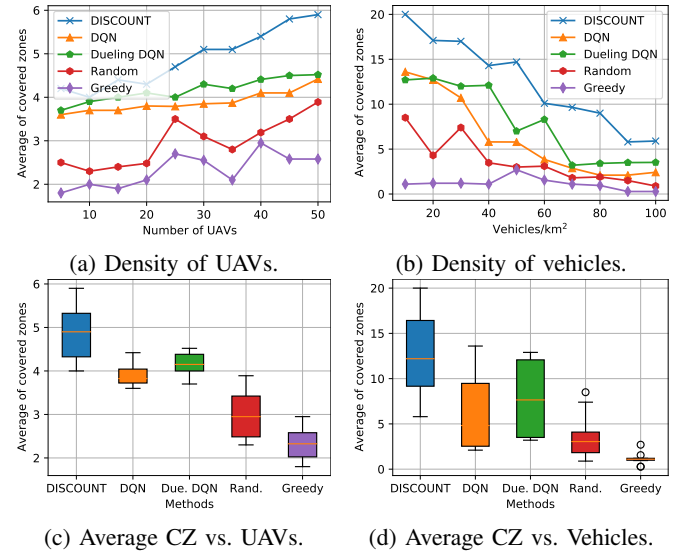 Average of covered zones
6
5
4
3
2
DISCOUNT
DQN
Dueling DQN
Random
Greedy
10 20 30 40 50
Number of UAVs
(a) Density of UAVs.
Average of covered zones
20
15
10
5
0
DISCOUNT
DQN
Dueling DQN
Random
Greedy
20 40 60 80 100
Vehicles/km²
(b) Density of vehicles.
Average of covered zones
6
5
4
3
2
DISCOUNT DQN Due. DQN Rand. Greedy
Methods
(c) Average CZ vs. UAVs.
Average of covered zones
20
15
10
5
0
DISCOUNT DQN Due. DQN Rand. Greedy
Methods
(d) Average CZ vs. Vehicles.